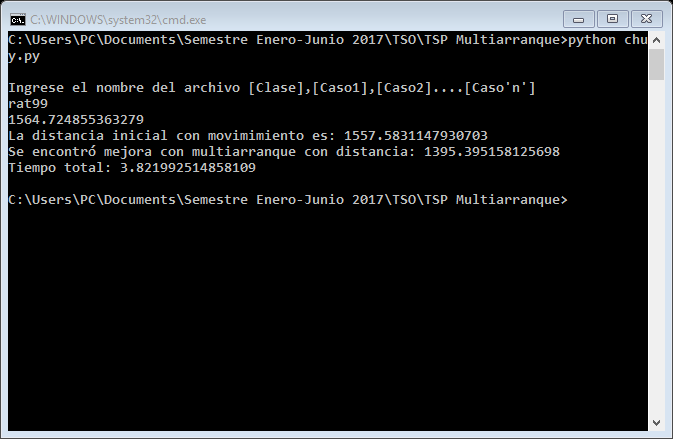 C:\WINDOWS\system32\cmd.exe
C:\Users\PC\Documents\Semestre Enero-Junio 2017\TSO\TSP Multiarranque>python chu
y.py
Ingrese el nombre del archivo [Clase],[Caso1],[Caso2]....[Caso'n']
rat99
1564.724855363279
La distancia inicial con movimimiento es: 1557.5831147930703
Se encontró mejora con multiarranque con distancia: 1395.395158125698
Tiempo total: 3.821992514858109
C:\Users\PC\Documents\Semestre Enero-Junio 2017\TSO\TSP Multiarranque>